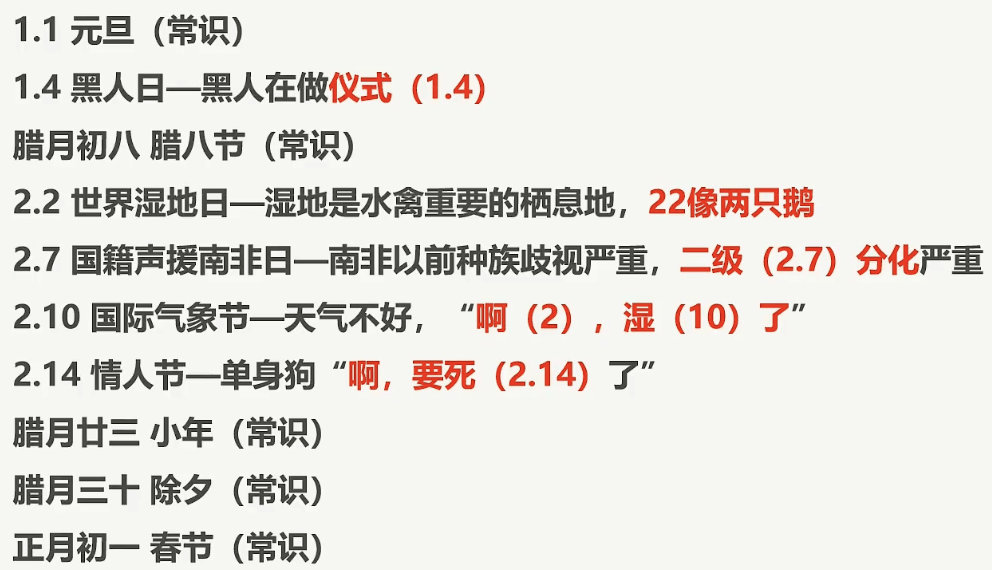 1.1 元旦（常识）
1.4 黑人日—黑人在做仪式（1.4）
腊月初八 腊八节（常识）
2.2 世界湿地日—湿地是水禽重要的栖息地，22像两只鹅
2.7 国籍声援南非日—南非以前种族歧视严重，二级（2.7）分化严重
2.10 国际气象节—天气不好，“啊（2），湿（10）了”
2.14 情人节—单身狗“啊，要死（2.14）了”
腊月廿三 小年（常识）
腊月三十 除夕（常识）
正月初一 春节（常识）